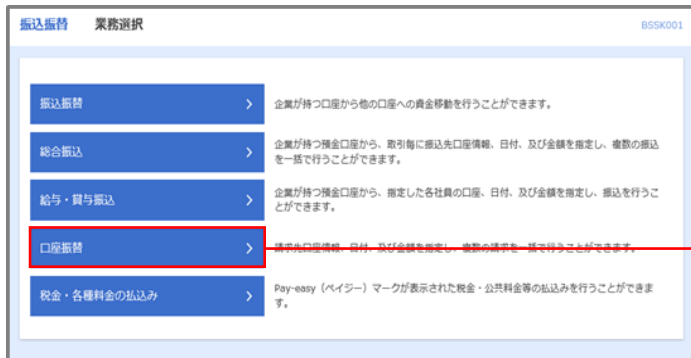 振込振替 業務選択 BSSK001
振込振替 企業が持つ口座から他の口座への資金移動を行うことができます。
総合振込 企業が持つ預金口座から、取引毎に振込先口座情報、日付、及び金額を指定し、複数の振込
を一括で行うことができます。
給与・賞与振込 企業が持つ預金口座から、指定した各社員の口座、日付、及び金額を指定し、振込を行うこ
とができます。
口座振替 請求先口座情報、日付、及び金額を指定し、複数の請求を一括で行うことができます。
税金・各種料金の払込み Pay-easy（ペイジー）マークが表示された税金・公共料金等の払込みを行うことができま
す。